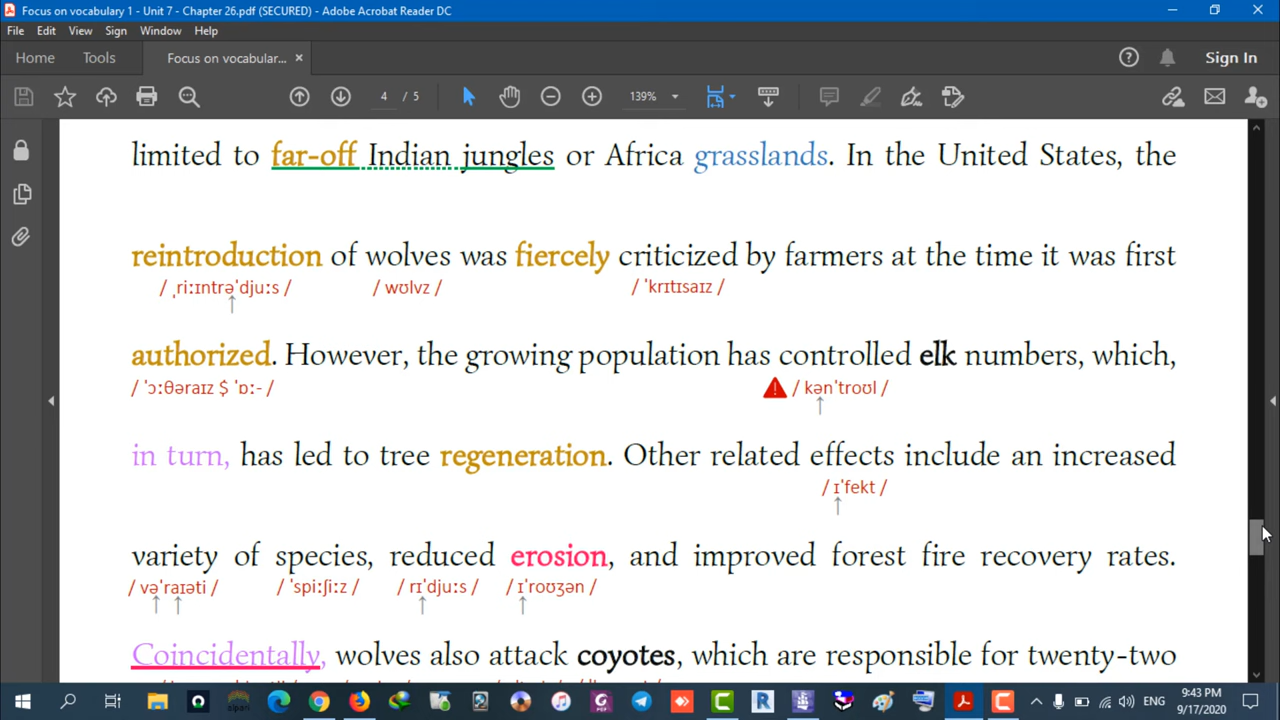 Focus on vocabulary 1 - Unit 7 - Chapter 26.pdf (SECURED) - Adobe Acrobat Reader DC
File Edit View Sign Window Help
Home Tools Focus on vocabular... × Sign In
4 / 5 139%
limited to far-off Indian jungles or Africa grasslands. In the United States, the
reintroduction of wolves was fiercely criticized by farmers at the time it was first
/ ˌriːɪntrəˈdjuːs / / wʊlvz / / ˈkrɪtɪsaɪz /
authorized. However, the growing population has controlled elk numbers, which,
/ ˈɔːθəraɪz $ ˈɒː- / / kənˈtroʊl /
in turn, has led to tree regeneration. Other related effects include an increased
/ ɪˈfekt /
variety of species, reduced erosion, and improved forest fire recovery rates.
/ vəˈraɪəti / / ˈspiːʃiːz / / rɪˈdjuːs / / ɪˈroʊʒən /
Coincidentally, wolves also attack coyotes, which are responsible for twenty-two
ENG 9:43 PM
9/17/2020